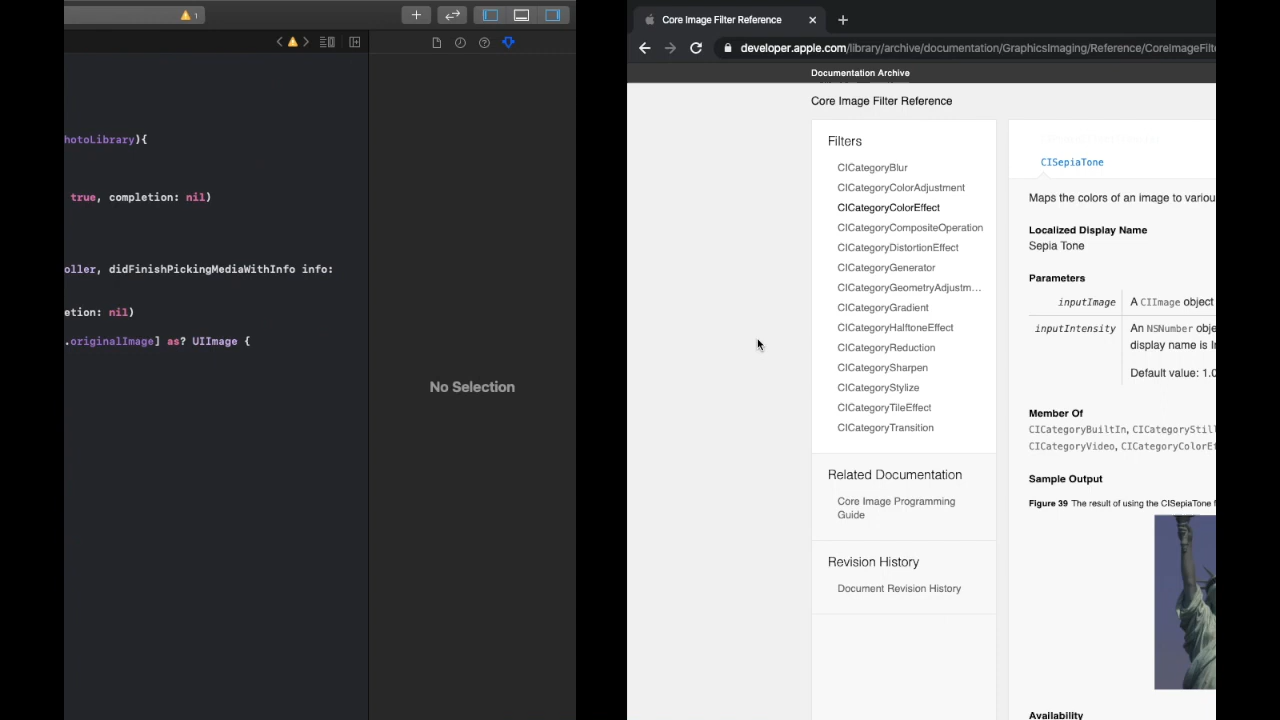 1
hotoLibrary){
true, completion: nil)
oller, didFinishPickingMediaWithInfo info:
etion: nil)
.originalImage] as? UIImage {
No Selection
Core Image Filter Reference
developer.apple.com/library/archive/documentation/GraphicsImaging/Reference/CoreImageFilt
Documentation Archive
Core Image Filter Reference
Filters
CICategoryBlur
CICategoryColorAdjustment
CICategoryColorEffect
CICategoryCompositeOperation
CICategoryDistortionEffect
CICategoryGenerator
CICategoryGeometryAdjustm...
CICategoryGradient
CICategoryHalftoneEffect
CICategoryReduction
CICategorySharpen
CICategoryStylize
CICategoryTileEffect
CICategoryTransition
Related Documentation
Core Image Programming
Guide
Revision History
Document Revision History
CISepiaTone
Maps the colors of an image to variou
Localized Display Name
Sepia Tone
Parameters
inputImage A CIImage object
inputIntensity An NSNumber obje
display name is In
Default value: 1.0
Member Of
CICategoryBuiltIn, CICategoryStil
CICategoryVideo, CICategoryColorEf
Sample Output
Figure 39 The result of using the CISepiaTone f
Availability